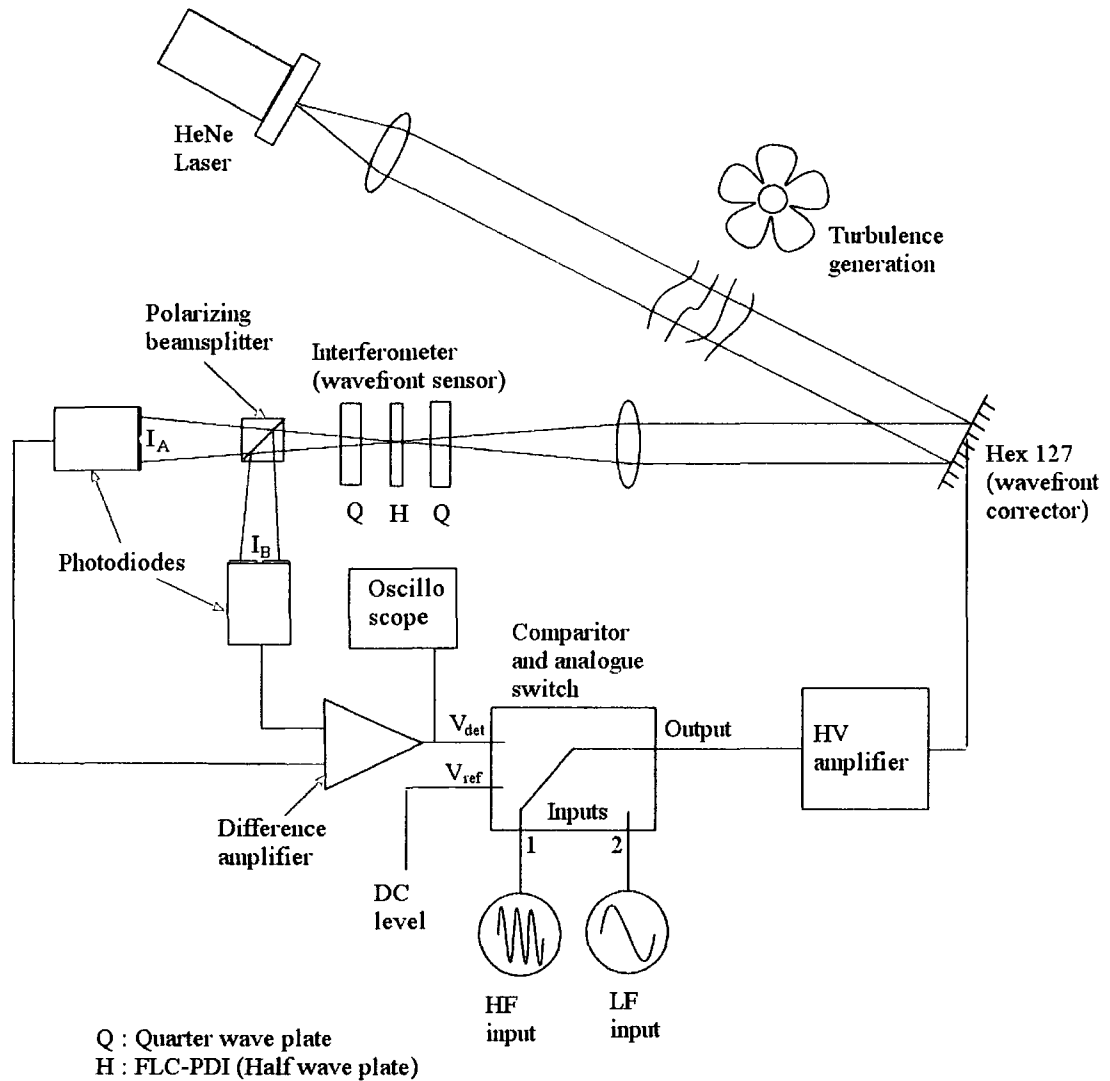 HeNe
Laser
Turbulence
generation
Polarizing
beamsplitter
Interferometer
(wavefront sensor)
I_A
Q H Q
Hex 127
(wavefront
corrector)
I_B
Photodiodes
Oscillo
scope
Comparitor
and analogue
switch
V_det
Output
HV
amplifier
V_ref
Inputs
1 2
Difference
amplifier
DC
level
HF
input
LF
input
Q : Quarter wave plate
H : FLC-PDI (Half wave plate)